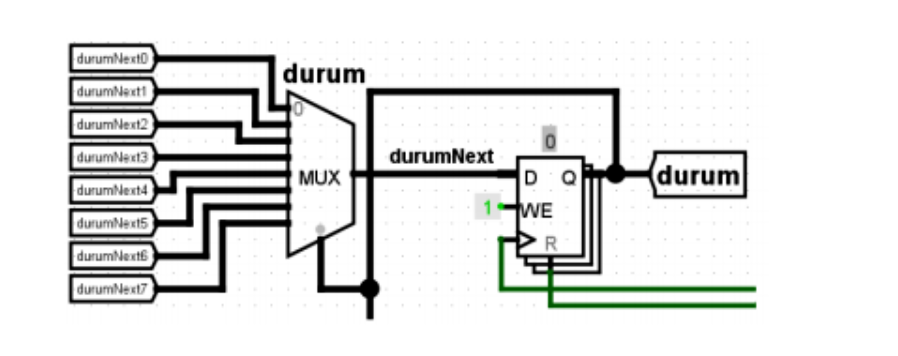 durumNext0
durumNext1
durumNext2
durumNext3
durumNext4
durumNext5
durumNext6
durumNext7
durum
0
MUX
durumNext
0
D Q
1 WE
R
durum